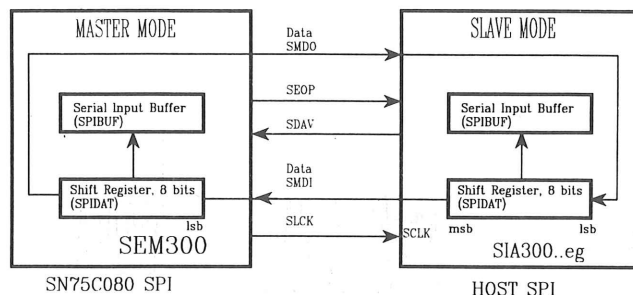 MASTER MODE
Data
SMDO
SLAVE MODE
SEOP
Serial Input Buffer
(SPIBUF)
Serial Input Buffer
(SPIBUF)
SDAV
Data
SMDI
Shift Register, 8 bits
(SPIDAT)
lsb
Shift Register, 8 bits
(SPIDAT)
msb
lsb
SLCK
SCLK
SEM300
SIA300..eg
SN75C080 SPI
HOST SPI